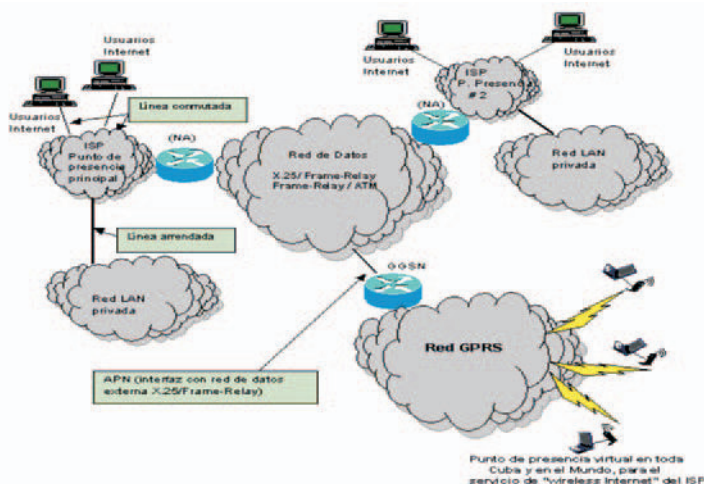 Usuarios
Internet
Usuarios
Internet
Línea conmutada
ISP
Punto de
presencia
principal
(NA)
Línea arrendada
Red LAN
privada
Red de Datos
X.25/ Frame-Relay
Frame-Relay / ATM
Usuarios
Internet
Usuarios
Internet
ISP
P. Presencia
# 2
(NA)
Red LAN
privada
GGSN
Red GPRS
APN (interfaz con red de datos
externa X.25/Frame-Relay)
Punto de presencia virtual en toda
Cuba y en el Mundo, para el
servicio de "wireless Internet" del ISP